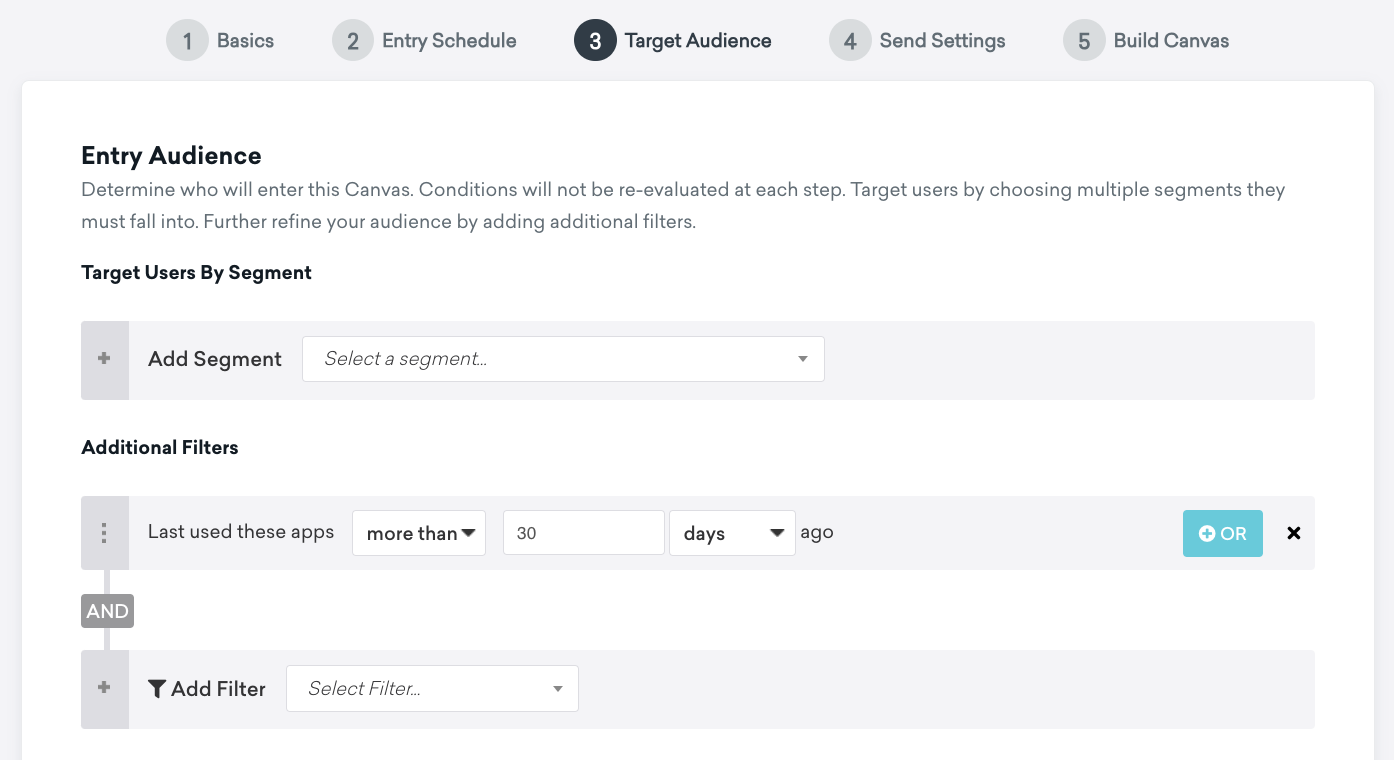 1 Basics 2 Entry Schedule 3 Target Audience 4 Send Settings 5 Build Canvas
Entry Audience
Determine who will enter this Canvas. Conditions will not be re-evaluated at each step. Target users by choosing multiple segments they
must fall into. Further refine your audience by adding additional filters.
Target Users By Segment
+ Add Segment Select a segment...
Additional Filters
Last used these apps more than 30 days ago OR
AND
+ Add Filter Select Filter...